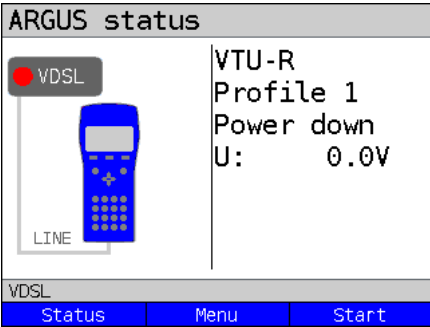 ARGUS status
VDSL
VTU-R
Profile 1
Power down
U: 0.0V
LINE
VDSL
Status Menu Start